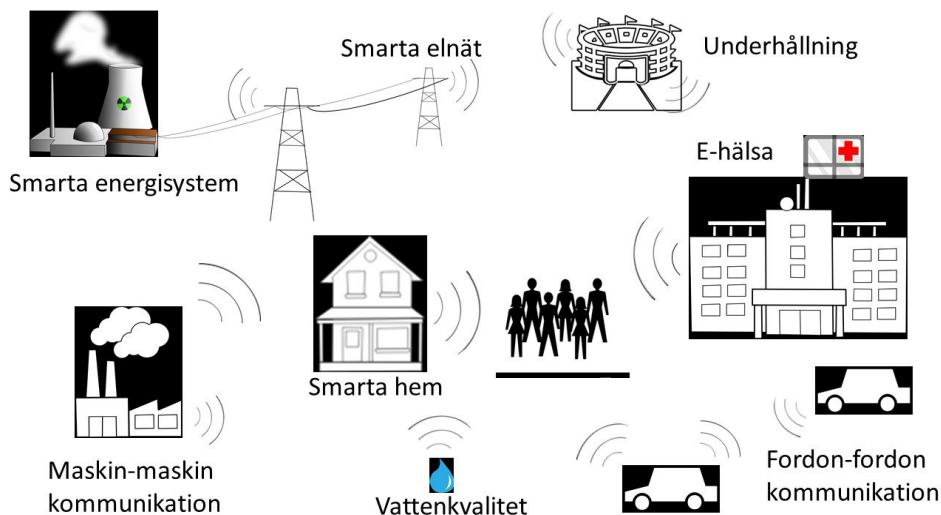 Smarta elnät
Underhållning
E-hälsa
Smarta energisystem
Smarta hem
Maskin-maskin
kommunikation
Vattenkvalitet
Fordon-fordon
kommunikation